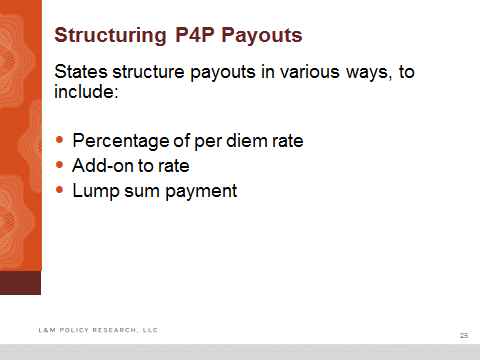 Structuring P4P Payouts
States structure payouts in various ways, to
include:
• Percentage of per diem rate
• Add-on to rate
• Lump sum payment
L&M POLICY RESEARCH, LLC
25